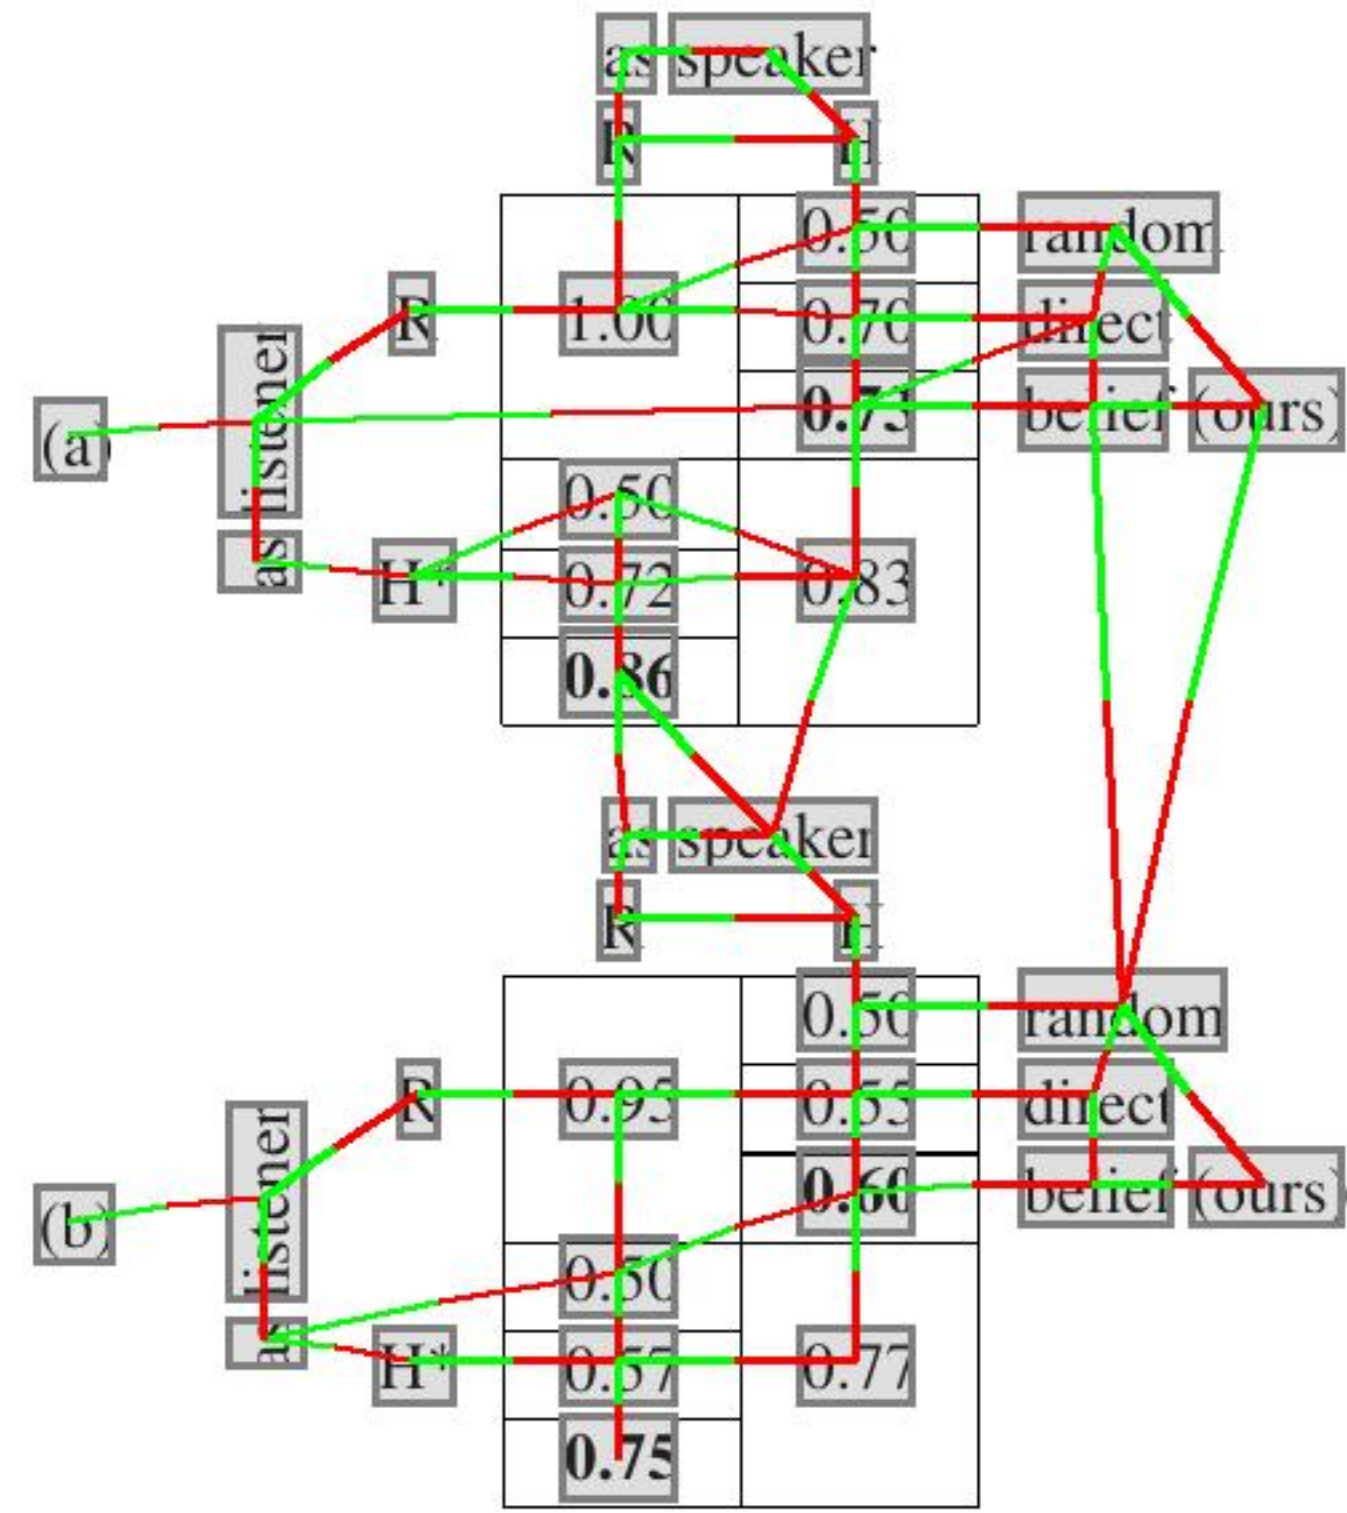 as speaker
R H
0.50 random
R 1.00 0.70 direct
(a) as listener 0.73 belief (ours)
0.50
H* 0.72 0.83
0.86
as speaker
R H
0.50 random
R 0.95 0.55 direct
(b) as listener 0.60 belief (ours)
0.50
H* 0.57 0.77
0.75